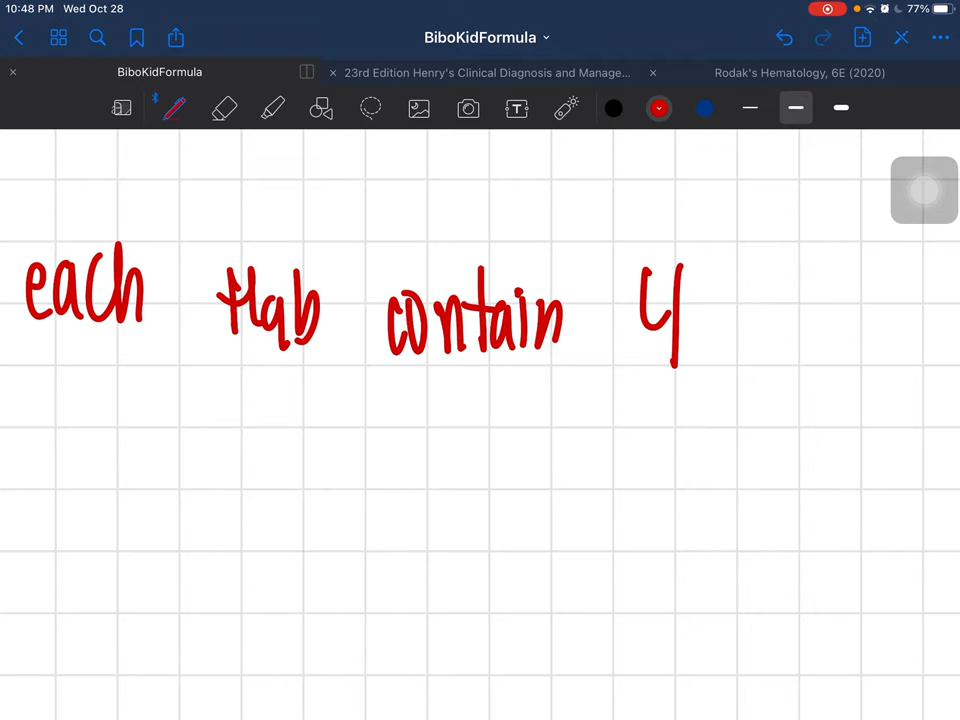 10:48 PM Wed Oct 28 77%
BiboKidFormula
BiboKidFormula 23rd Edition Henry's Clinical Diagnosis and Manage... Rodak's Hematology, 6E (2020)
each Hab contain 4